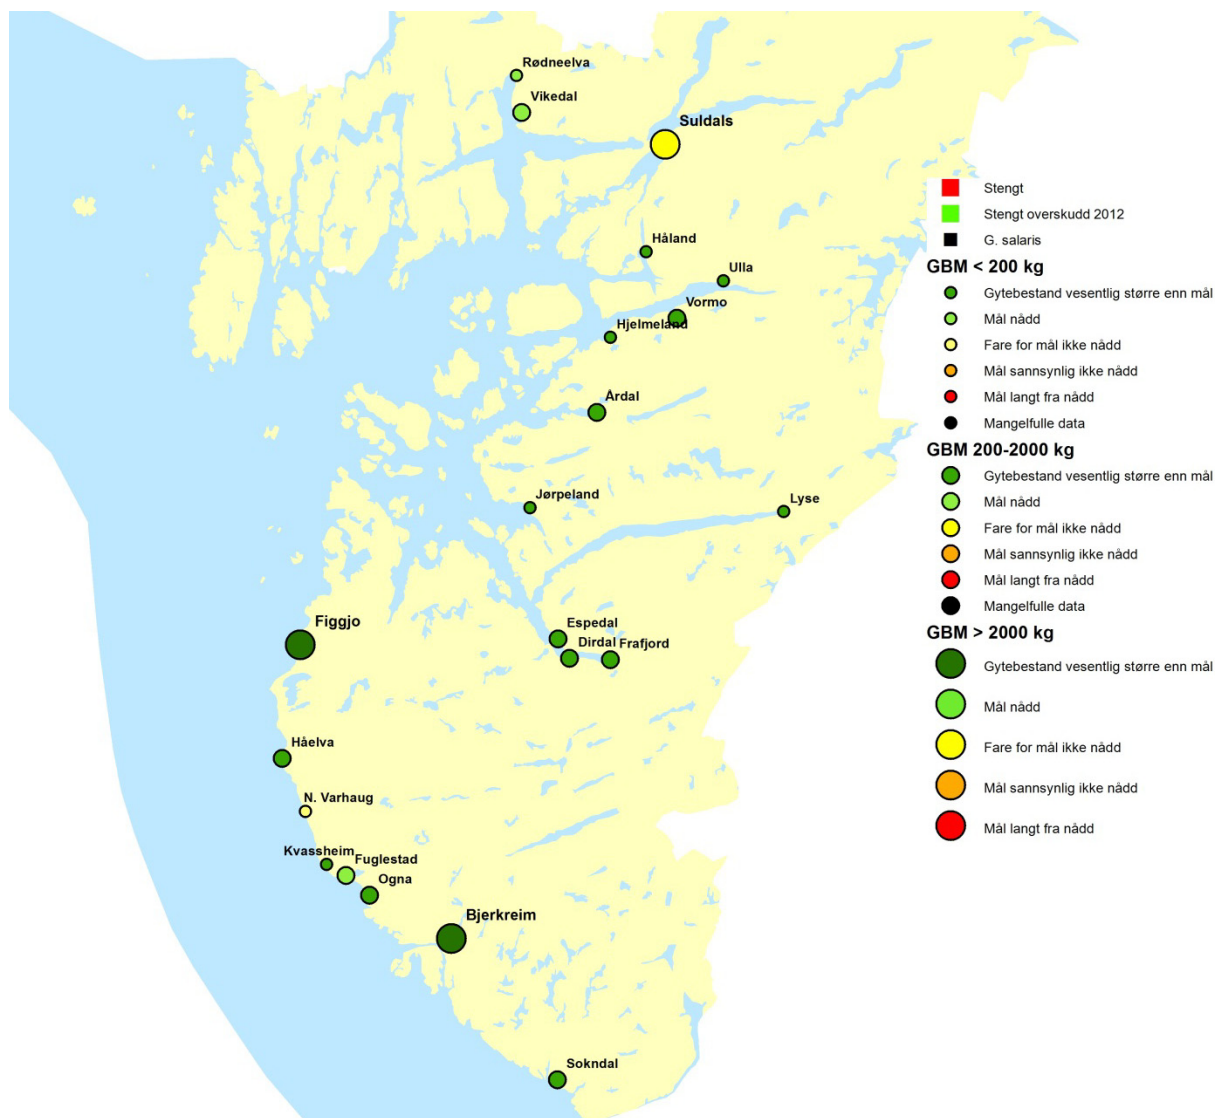 Rødneelva
Vikedal
Suldals
Håland
Ulla
Vormo
Hjelmeland
Årdal
Jørpeland
Lyse
Figgjo
Espedal
Dirdal
Frafjord
Håelva
N. Varhaug
Kvassheim
Fuglestad
Ogna
Bjerkreim
Sokndal
Stengt
Stengt overskudd 2012
G. salaris
GBM < 200 kg
Gytebestand vesentlig større enn mål
Mål nådd
Fare for mål ikke nådd
Mål sannsynlig ikke nådd
Mål langt fra nådd
Mangelfulle data
GBM 200-2000 kg
Gytebestand vesentlig større enn mål
Mål nådd
Fare for mål ikke nådd
Mål sannsynlig ikke nådd
Mål langt fra nådd
Mangelfulle data
GBM > 2000 kg
Gytebestand vesentlig større enn mål
Mål nådd
Fare for mål ikke nådd
Mål sannsynlig ikke nådd
Mål langt fra nådd